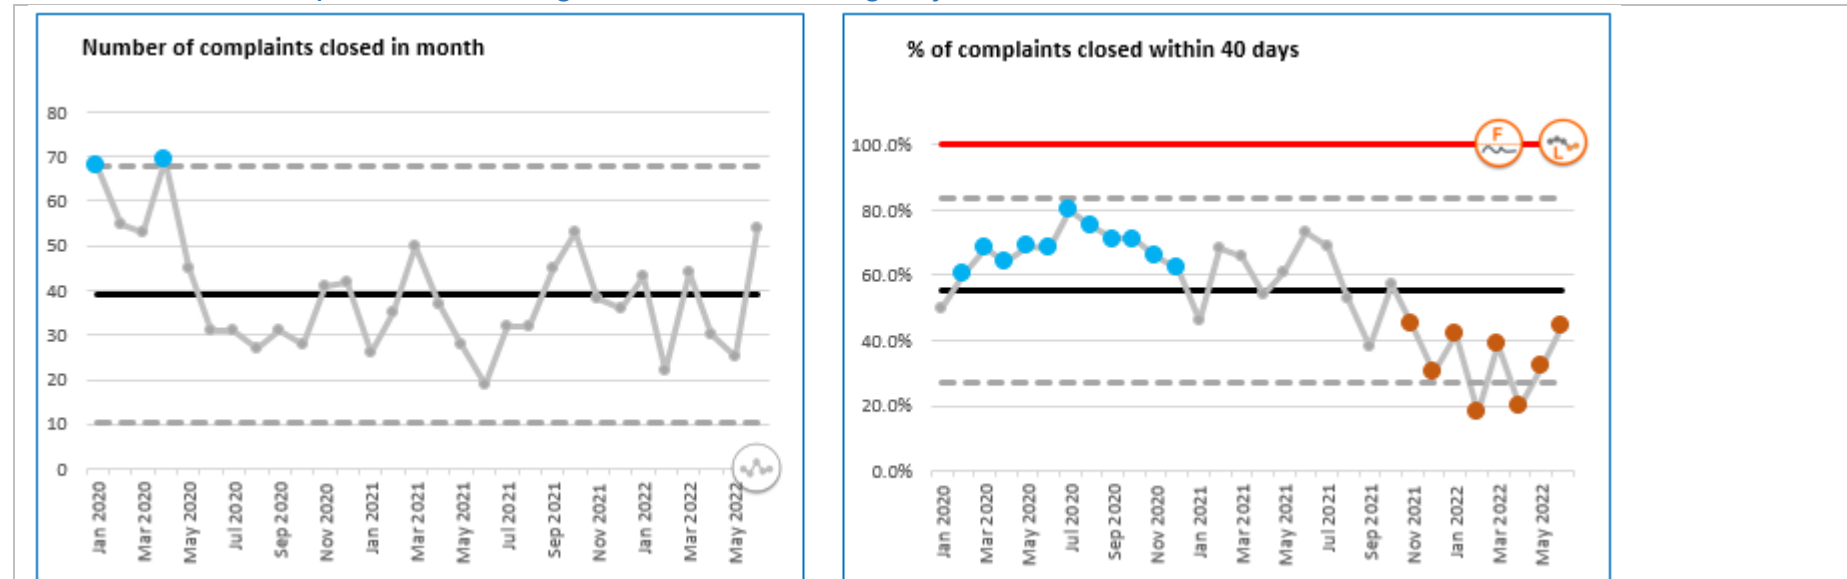 Number of complaints closed in month
80
70
60
50
40
30
20
10
0
Jan 2020
Mar 2020
May 2020
Jul 2020
Sep 2020
Nov 2020
Jan 2021
Mar 2021
May 2021
Jul 2021
Sep 2021
Nov 2021
Jan 2022
Mar 2022
May 2022
% of complaints closed within 40 days
100.0%
80.0%
60.0%
40.0%
20.0%
0.0%
F
L
Jan 2020
Mar 2020
May 2020
Jul 2020
Sep 2020
Nov 2020
Jan 2021
Mar 2021
May 2021
Jul 2021
Sep 2021
Nov 2021
Jan 2022
Mar 2022
May 2022